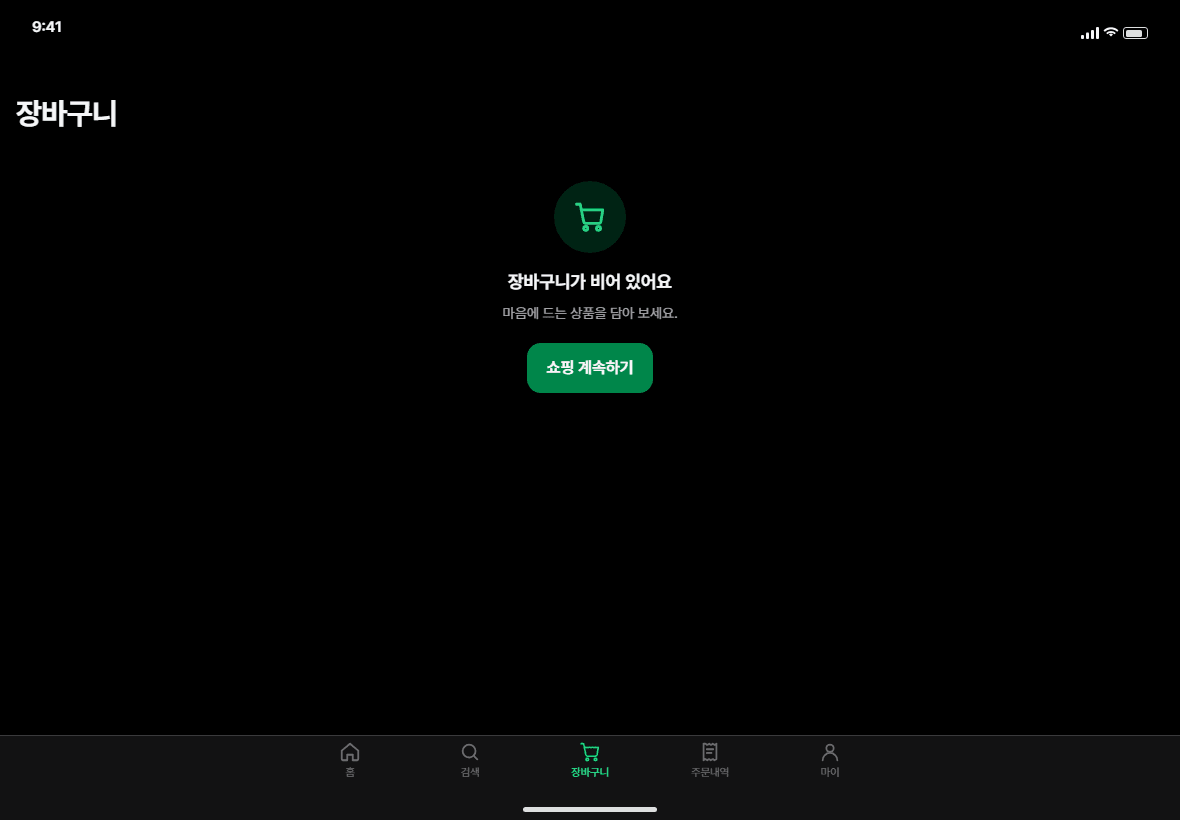 9:41
장바구니
장바구니가 비어 있어요
마음에 드는 상품을 담아 보세요.
쇼핑 계속하기
홈
검색
장바구니
주문내역
마이